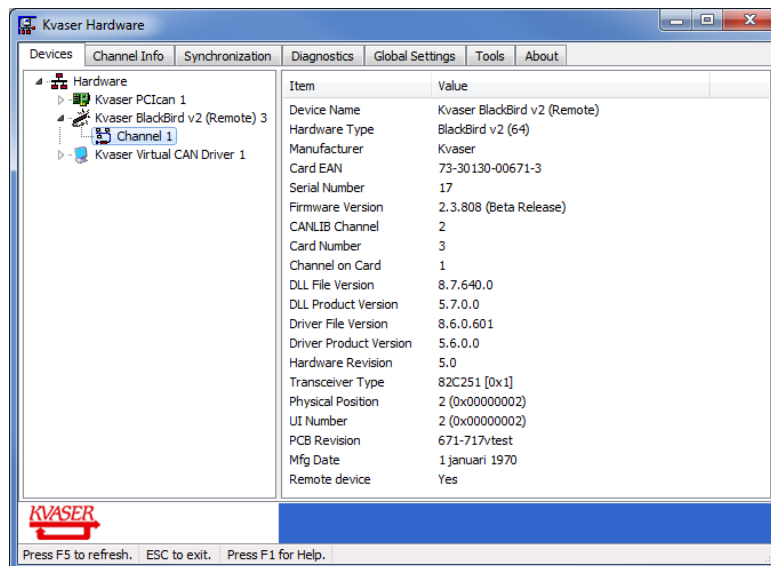 Kvaser Hardware
Devices Channel Info Synchronization Diagnostics Global Settings Tools About
Hardware
Kvaser PCIcan 1
Kvaser BlackBird v2 (Remote) 3
Channel 1
Kvaser Virtual CAN Driver 1
Item Value
Device Name Kvaser BlackBird v2 (Remote)
Hardware Type BlackBird v2 (64)
Manufacturer Kvaser
Card EAN 73-30130-00671-3
Serial Number 17
Firmware Version 2.3.808 (Beta Release)
CANLIB Channel 2
Card Number 3
Channel on Card 1
DLL File Version 8.7.640.0
DLL Product Version 5.7.0.0
Driver File Version 8.6.0.601
Driver Product Version 5.6.0.0
Hardware Revision 5.0
Transceiver Type 82C251 [0x1]
Physical Position 2 (0x00000002)
UI Number 2 (0x00000002)
PCB Revision 671-717vtest
Mfg Date 1 januari 1970
Remote device Yes
KVASER
Press F5 to refresh. ESC to exit. Press F1 for Help.